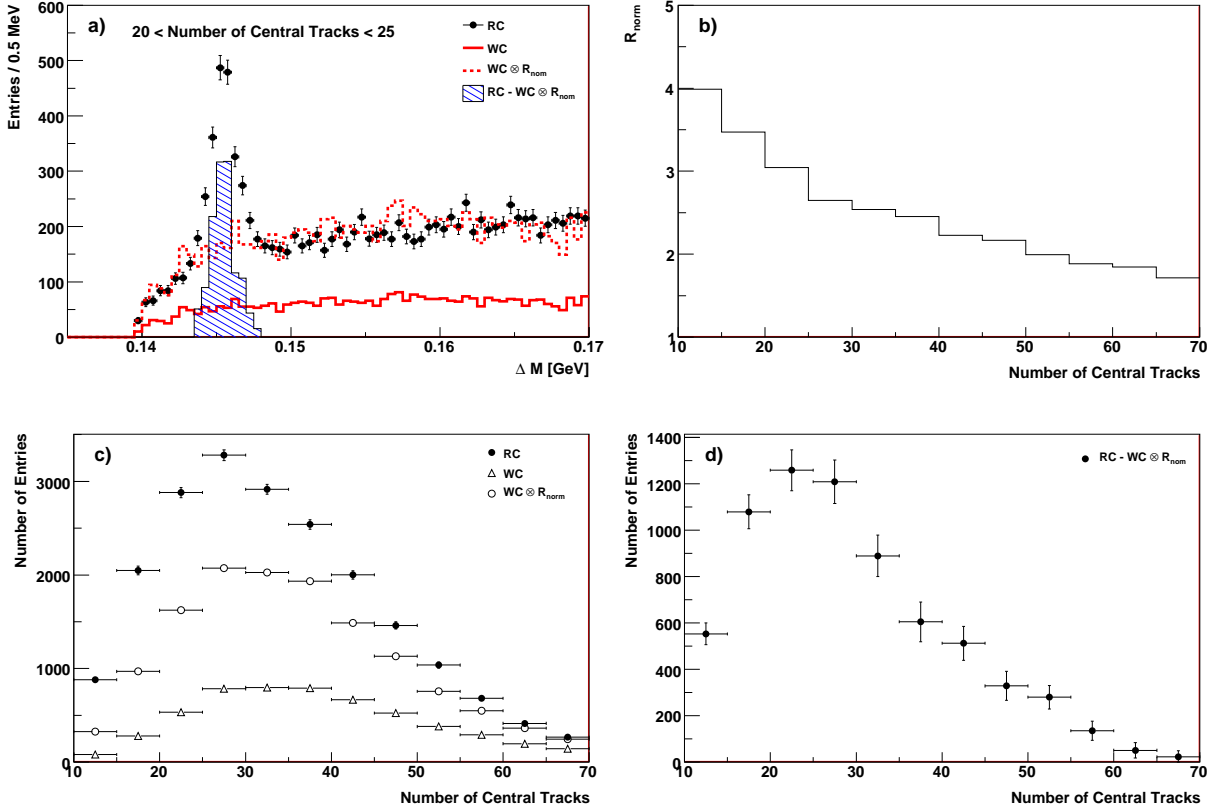 a)
20 < Number of Central Tracks < 25
RC
WC
WC ⊗ R_nom
RC - WC ⊗ R_nom
Entries / 0.5 MeV
600
500
400
300
200
100
0
0.14
0.15
0.16
0.17
Δ M [GeV]
b)
R_norm
5
4
3
2
1
10
20
30
40
50
60
70
Number of Central Tracks
c)
RC
WC
WC ⊗ R_norm
Number of Entries
3000
2000
1000
0
10
20
30
40
50
60
70
Number of Central Tracks
d)
RC - WC ⊗ R_nom
Number of Entries
1400
1200
1000
800
600
400
200
0
10
20
30
40
50
60
70
Number of Central Tracks